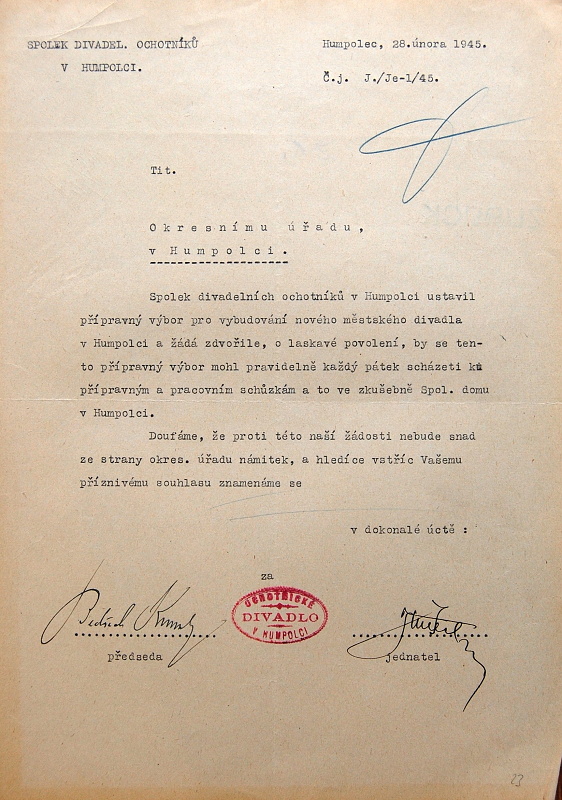 SPOLEK DIVADEL. OCHOTNÍKŮ
V HUMPOLCI.
Humpolec, 28.února 1945.
Č.j. J./Je-1/45.
Tit.
Okresnímu úřadu,
v Humpolci.
Spolek divadelních ochotníků v Humpolci ustavil
přípravný výbor pro vybudování nového městského divadla
v Humpolci a žádá zdvořile, o laskavé povolení, by se ten-
to přípravný výbor mohl pravidelně každý pátek scházeti ku
přípravným a pracovním schůzkám a to ve zkušebně Spol. domu
v Humpolci.
Doufáme, že proti této naší žádosti nebude snad
ze strany okres. úřadu námitek, a hledíce vstříc Vašemu
příznivému souhlasu znamenáme se
v dokonalé úctě :
za
OCHOTNICKÉ
DIVADLO
V HUMPOLCI
Bedřich
předseda
jednatel
23